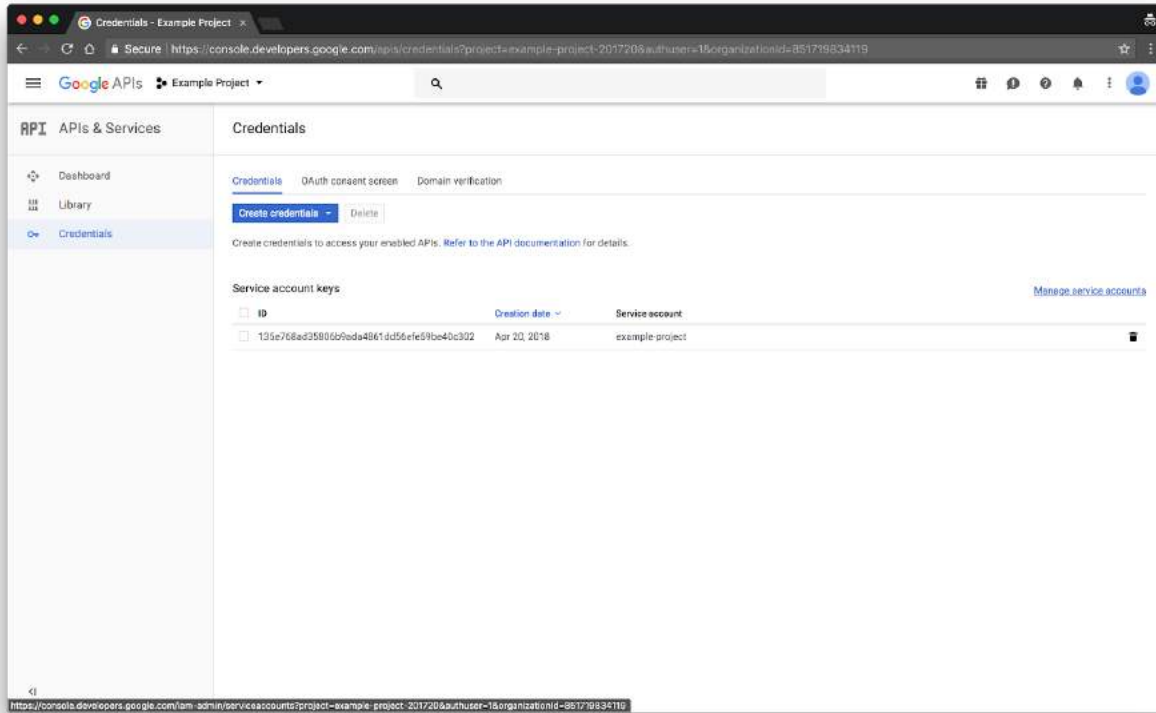 Credentials - Example Project
Secure | https://console.developers.google.com/apis/credentials?project=example-project-201720&authuser=1&organizationId=851719834119
Google APIs Example Project
API APIs & Services
Credentials
Dashboard
Library
Credentials
Credentials OAuth consent screen Domain verification
Create credentials Delete
Create credentials to access your enabled APIs. Refer to the API documentation for details.
Service account keys Manage service accounts
ID Creation date Service account
Apr 20, 2018 example-project
https://console.developers.google.com/iam-admin/serviceaccounts?project=example-project-201720&authuser=1&organizationId=851719834119